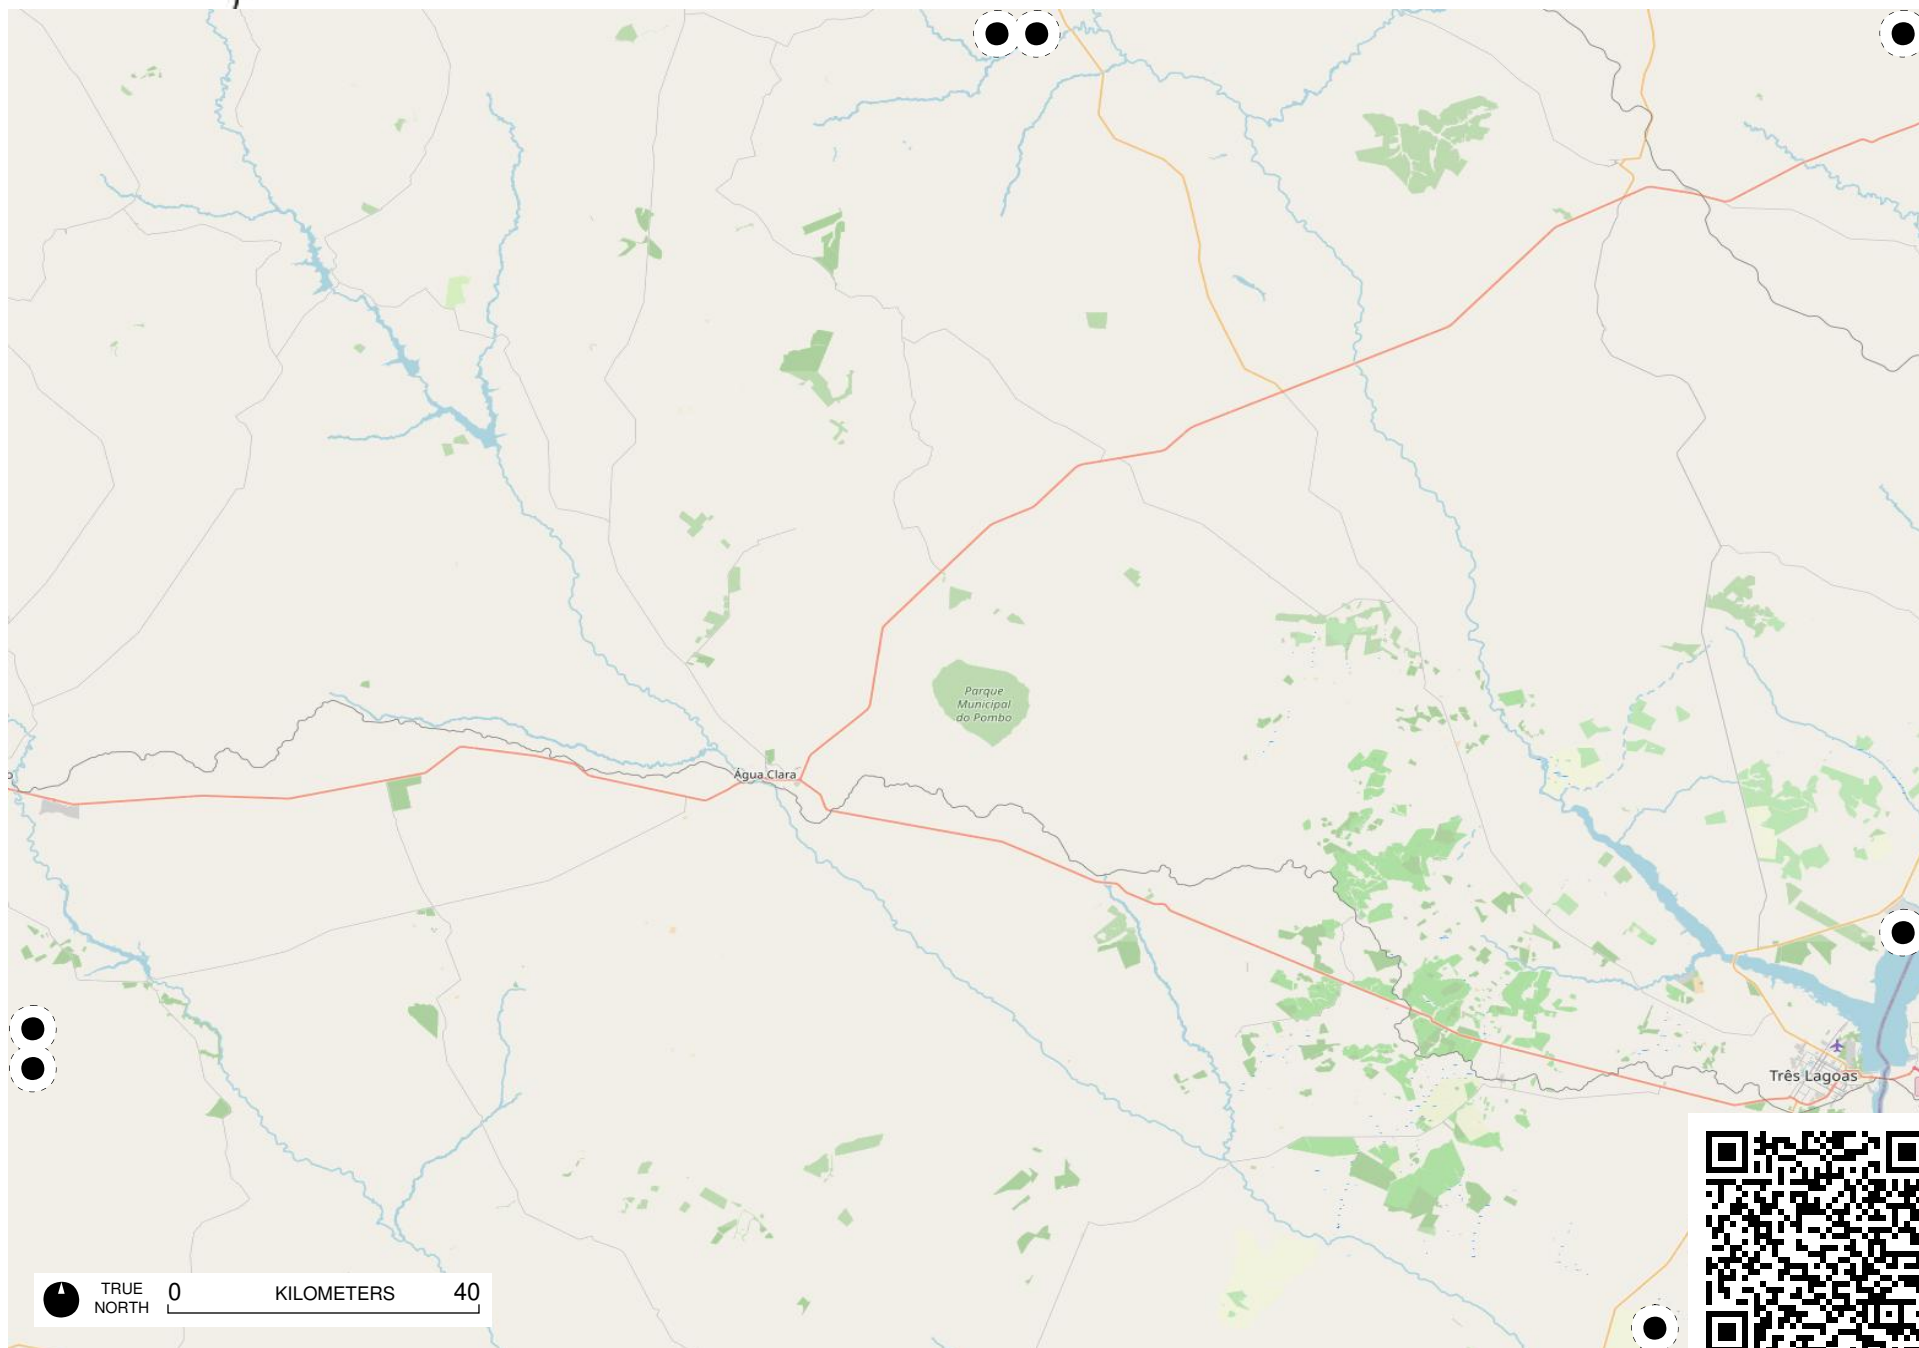 Parque
Municipal
do Pombo
Água Clara
Três Lagoas
TRUE
NORTH
0 KILOMETERS 40